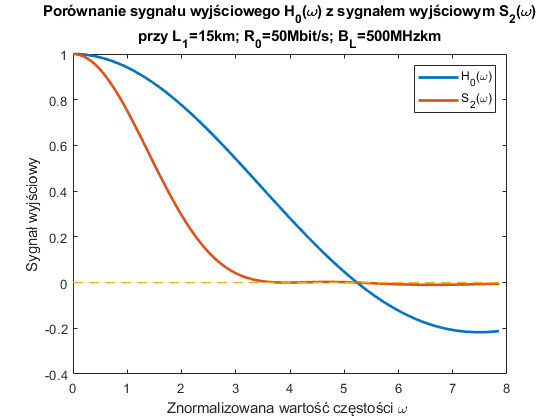 Porównanie sygnału wyjściowego H0(ω) z sygnałem wyjściowym S2(ω)
przy L1=15km; R0=50Mbit/s; BL=500MHzkm
H0(ω)
S2(ω)
Sygnał wyjściowy
1
0.8
0.6
0.4
0.2
0
-0.2
-0.4
0 1 2 3 4 5 6 7 8
Znormalizowana wartość częstości ω